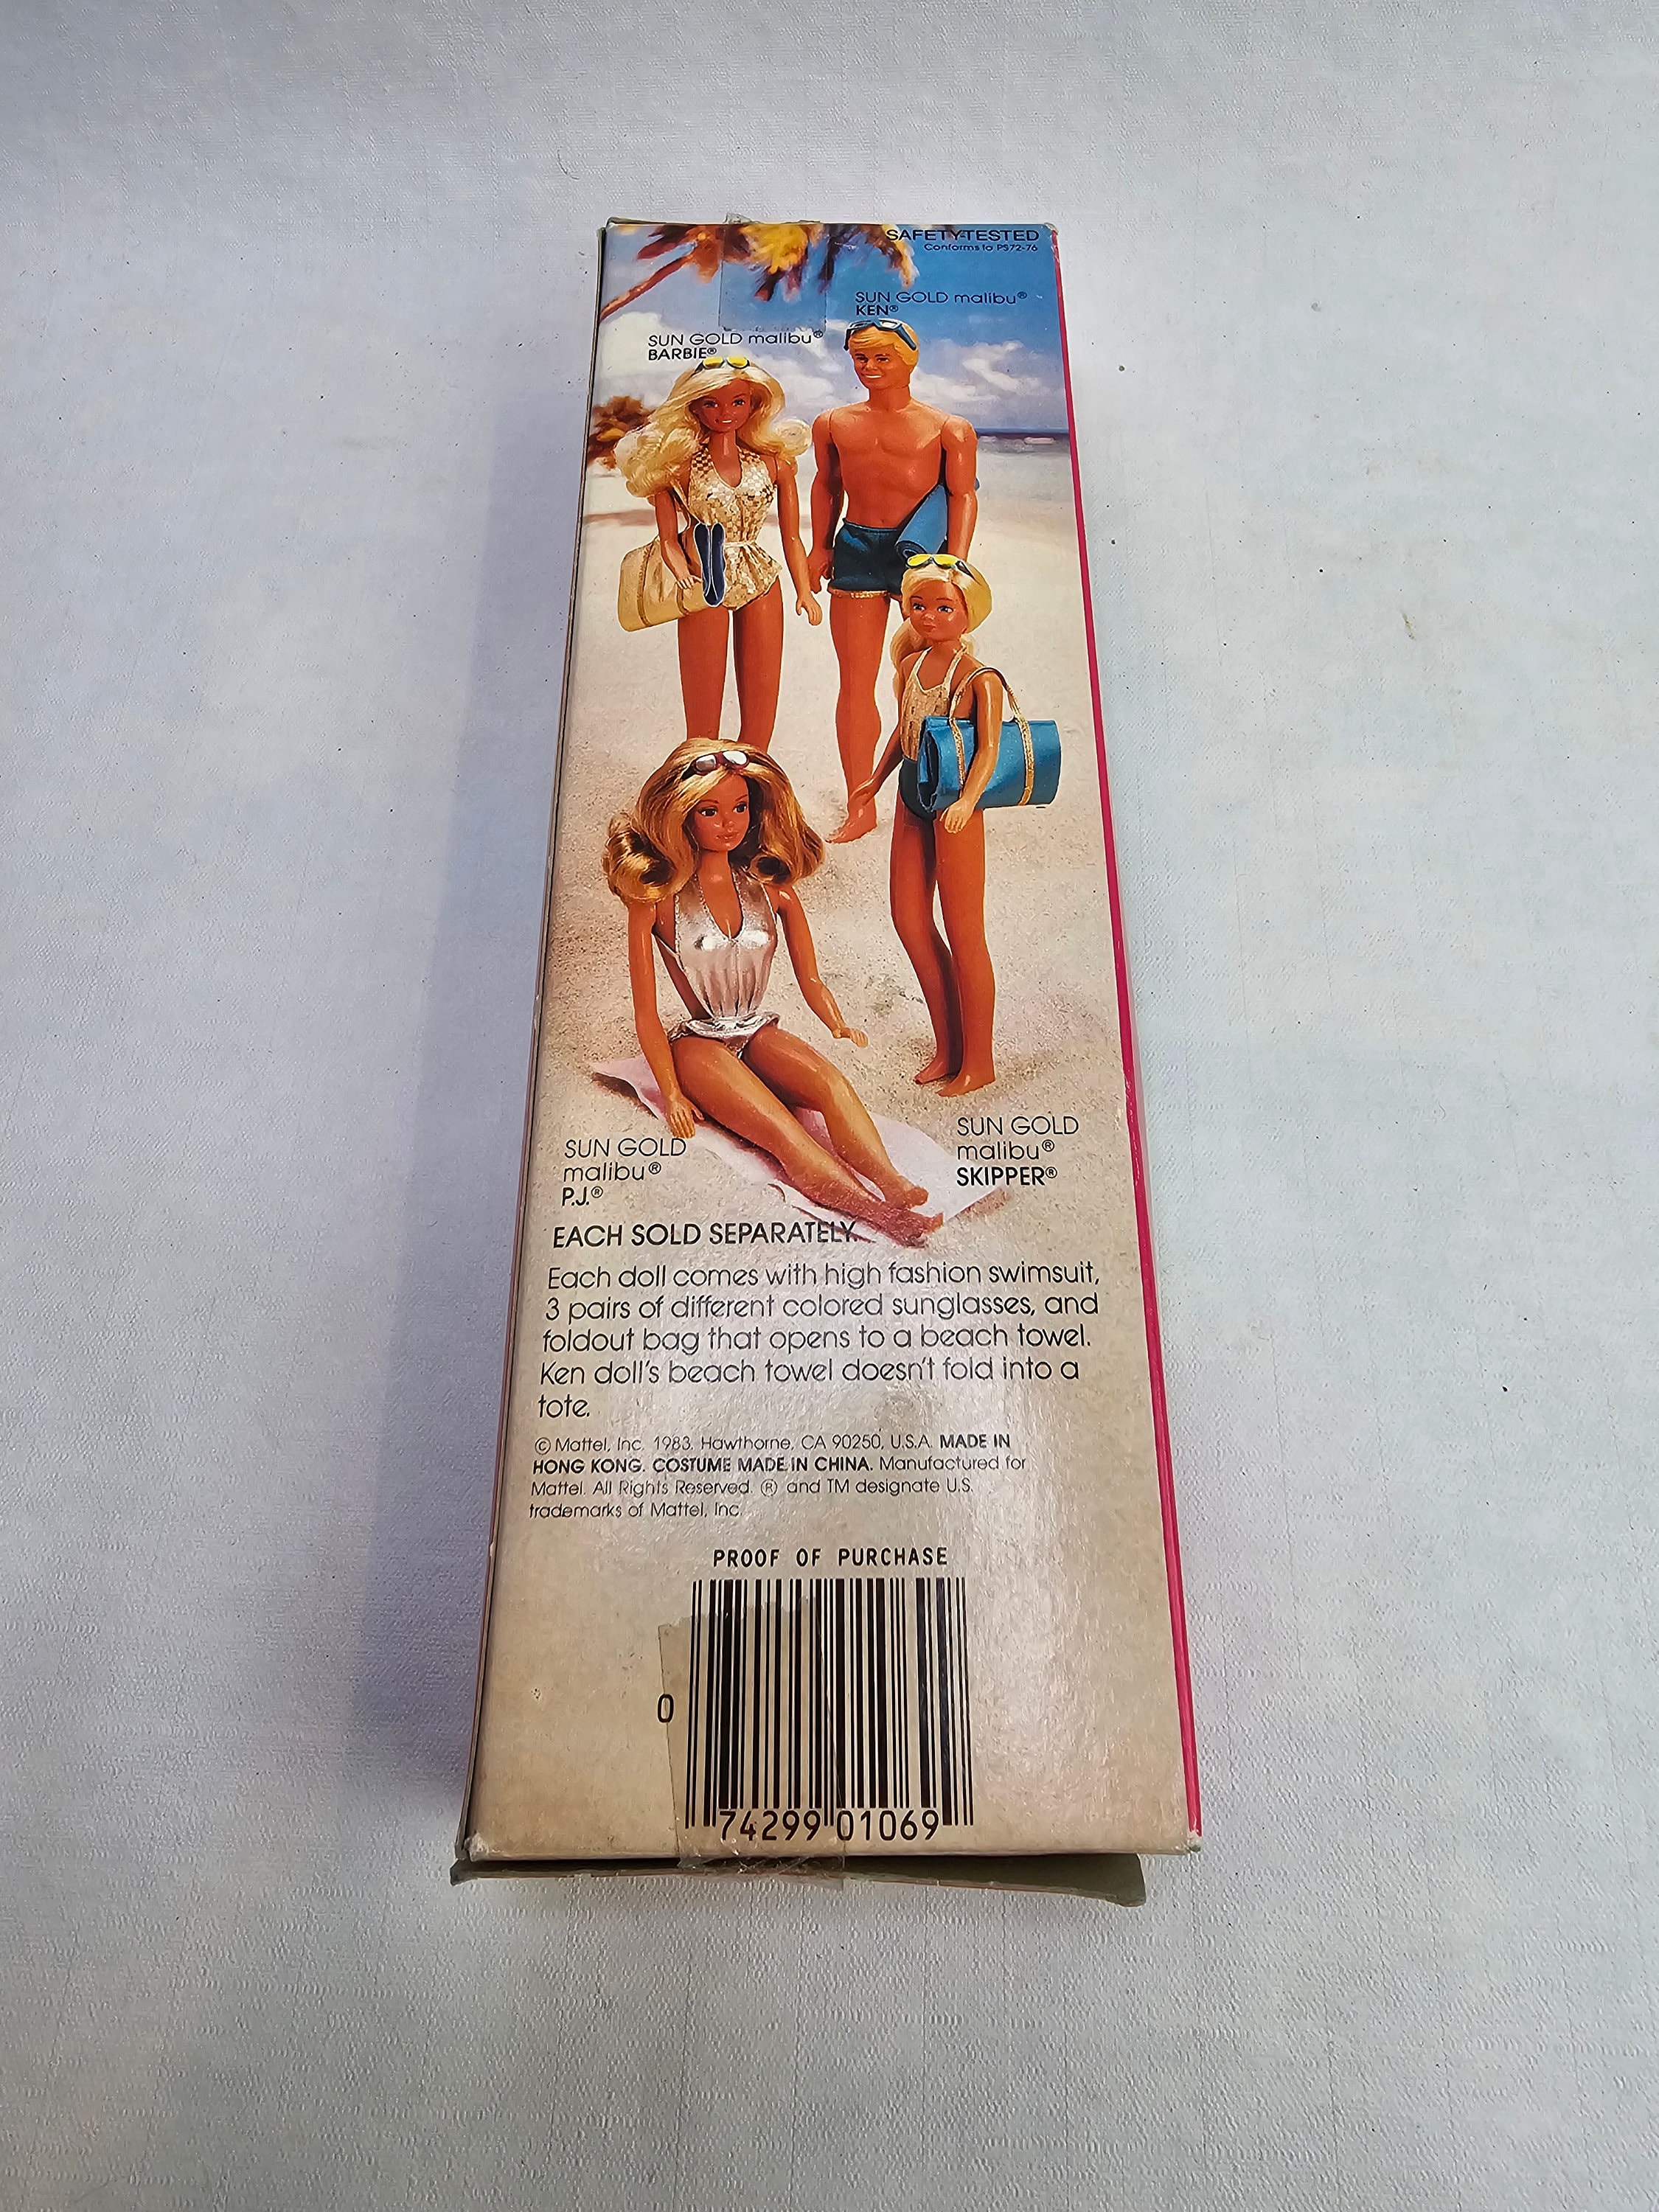 SAFETY-TESTED
Conforms to PS72-76
SUN GOLD malibu®
KEN®
SUN GOLD malibu®
BARBIE®
SUN GOLD
malibu®
SKIPPER®
SUN GOLD
malibu®
P.J.®
EACH SOLD SEPARATELY.
Each doll comes with high fashion swimsuit,
3 pairs of different colored sunglasses, and
foldout bag that opens to a beach towel.
Ken doll's beach towel doesn't fold into a
tote.
© Mattel, Inc. 1983. Hawthorne, CA 90250, U.S.A. MADE IN
HONG KONG. COSTUME MADE IN CHINA. Manufactured for
Mattel. All Rights Reserved. ® and TM designate U.S.
trademarks of Mattel, Inc.
PROOF OF PURCHASE
0 74299 01069